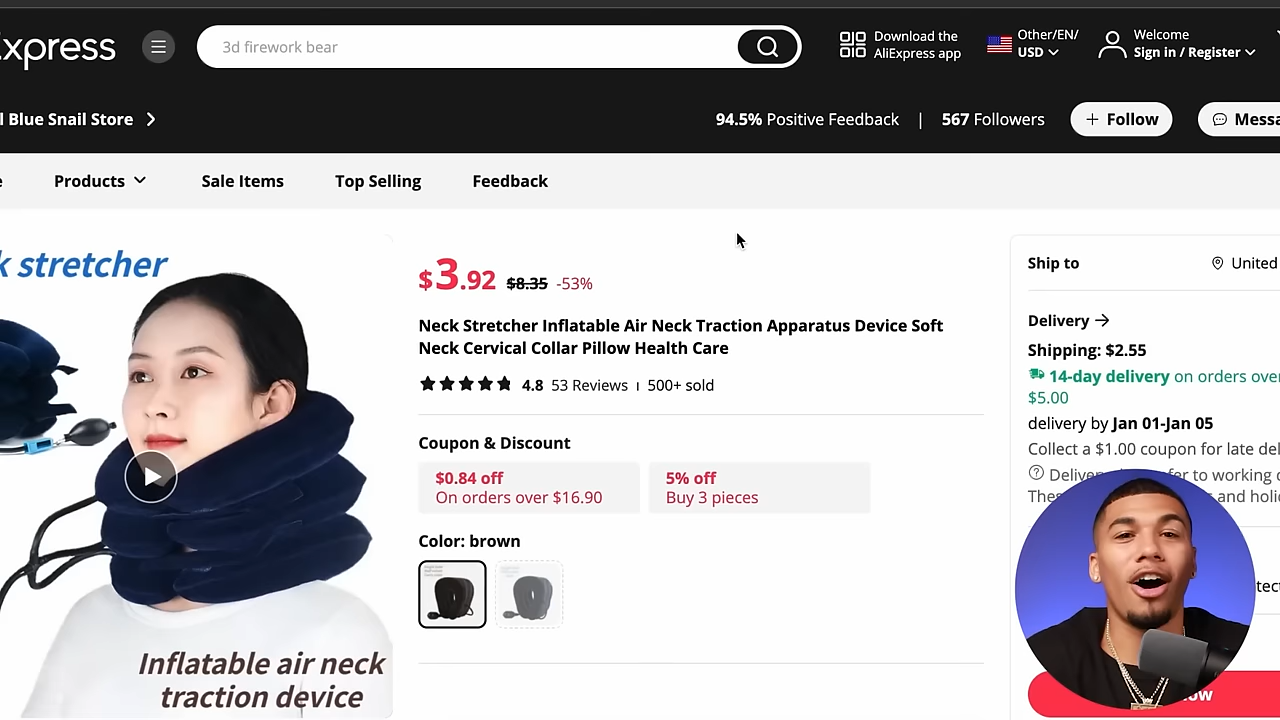 Express
3d firework bear
Download the
AliExpress app
Other/EN/
USD
Welcome
Sign in / Register
Blue Snail Store
94.5% Positive Feedback | 567 Followers
+ Follow
Products
Sale Items
Top Selling
Feedback
stretcher
Inflatable air neck
traction device
$3.92 $8.35 -53%
Neck Stretcher Inflatable Air Neck Traction Apparatus Device Soft
Neck Cervical Collar Pillow Health Care
4.8 53 Reviews 500+ sold
Coupon & Discount
$0.84 off
On orders over $16.90
5% off
Buy 3 pieces
Color: brown
Ship to
United
Delivery
Shipping: $2.55
14-day delivery on orders over
$5.00
delivery by Jan 01-Jan 05
Collect a $1.00 coupon for late
to working
and